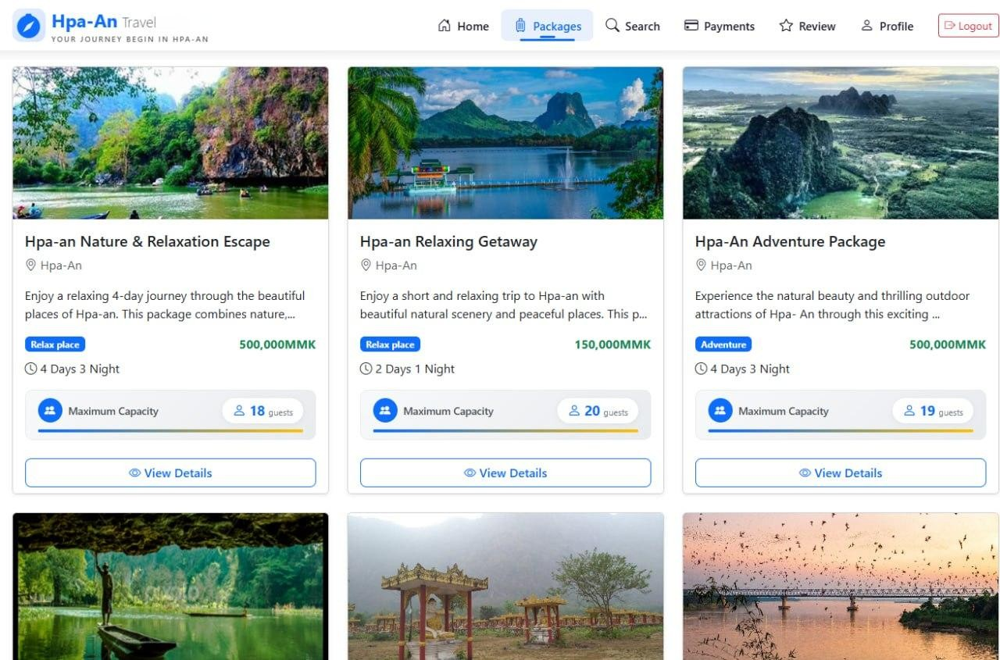 Hpa-An Travel
YOUR JOURNEY BEGIN IN HPA-AN
Home
Packages
Search
Payments
Review
Profile
Logout
Hpa-an Nature & Relaxation Escape
Hpa-An
Enjoy a relaxing 4-day journey through the beautiful
places of Hpa-an. This package combines nature,...
Relax place
500,000MMK
4 Days 3 Night
Maximum Capacity
18 guests
View Details
Hpa-an Relaxing Getaway
Hpa-An
Enjoy a short and relaxing trip to Hpa-an with
beautiful natural scenery and peaceful places. This p...
Relax place
150,000MMK
2 Days 1 Night
Maximum Capacity
20 guests
View Details
Hpa-An Adventure Package
Hpa-An
Experience the natural beauty and thrilling outdoor
attractions of Hpa- An through this exciting ...
Adventure
500,000MMK
4 Days 3 Night
Maximum Capacity
19 guests
View Details